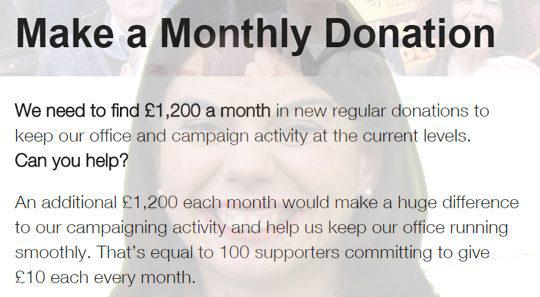 Make a Monthly Donation
We need to find £1,200 a month in new regular donations to
keep our office and campaign activity at the current levels.
Can you help?
An additional £1,200 each month would make a huge difference
to our campaigning activity and help us keep our office running
smoothly. That's equal to 100 supporters committing to give
£10 each every month.